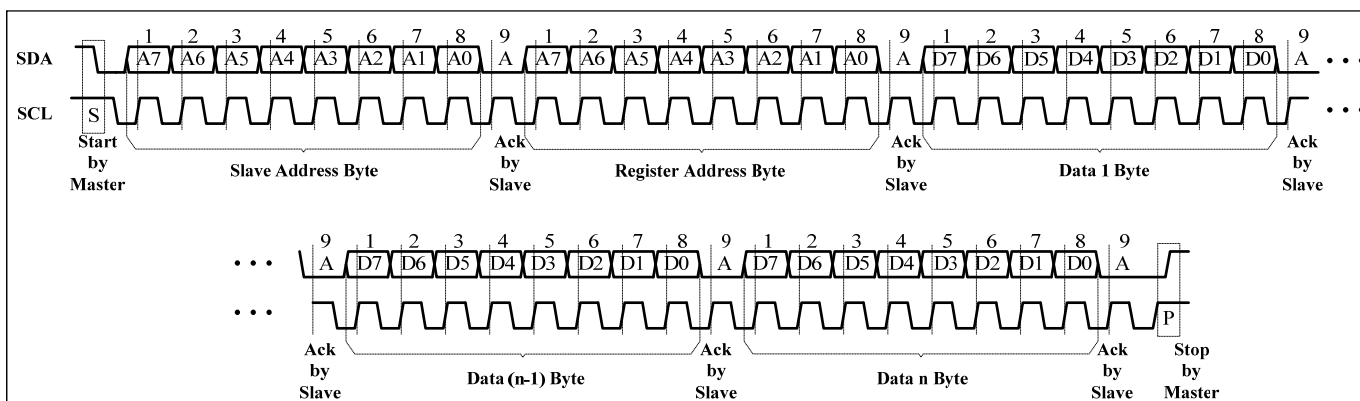 1 2 3 4 5 6 7 8 9 1 2 3 4 5 6 7 8 9 1 2 3 4 5 6 7 8 9
SDA A7 A6 A5 A4 A3 A2 A1 A0 A A7 A6 A5 A4 A3 A2 A1 A0 A D7 D6 D5 D4 D3 D2 D1 D0 A • • •
SCL S • • •
Start by Master
Slave Address Byte
Ack by Slave
Register Address Byte
Ack by Slave
Data 1 Byte
Ack by Slave
9 1 2 3 4 5 6 7 8 9 1 2 3 4 5 6 7 8 9
• • • A D7 D6 D5 D4 D3 D2 D1 D0 A D7 D6 D5 D4 D3 D2 D1 D0 A
• • • P
Ack by Slave
Data (n-1) Byte
Ack by Slave
Data n Byte
Ack by Slave
Stop by Master